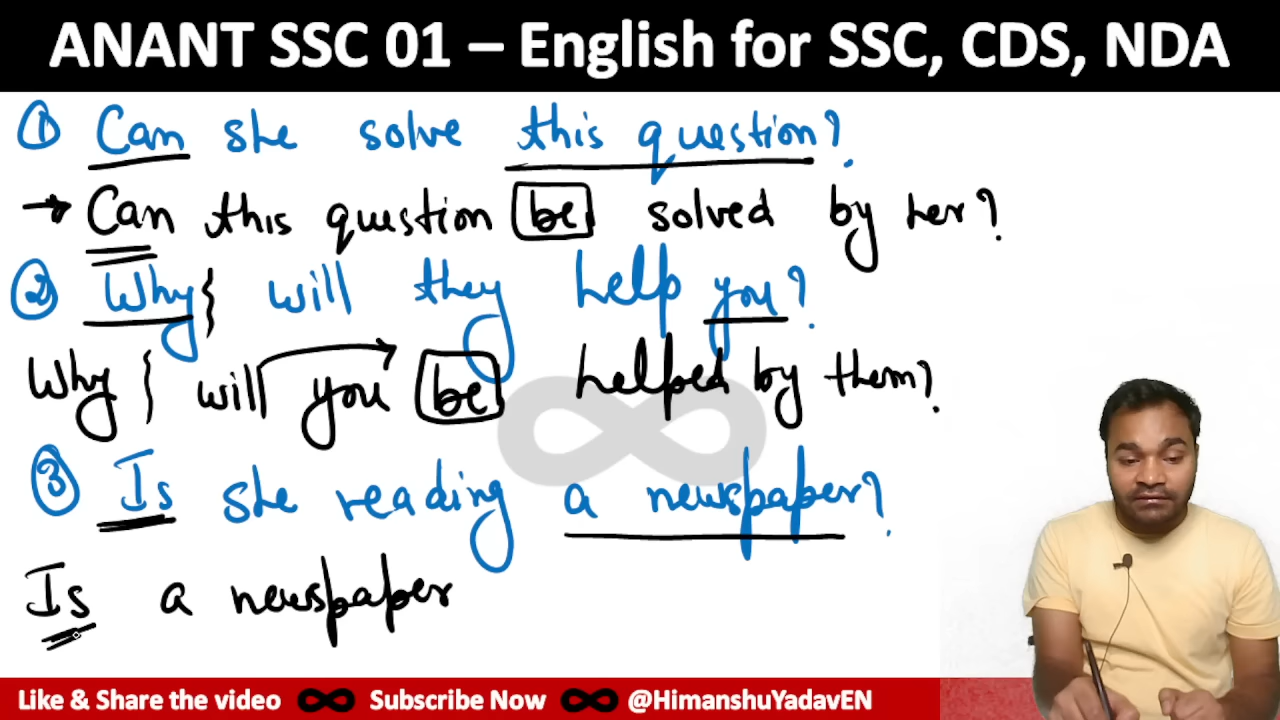 ANANT SSC 01 – English for SSC, CDS, NDA
① Can she solve this question?
→ Can this question be solved by her?
② Why { will they help you?
Why { will you be helped by them?
③ Is she reading a newspaper?
Is a newspaper
Like & Share the video Subscribe Now @HimanshuYadavEN